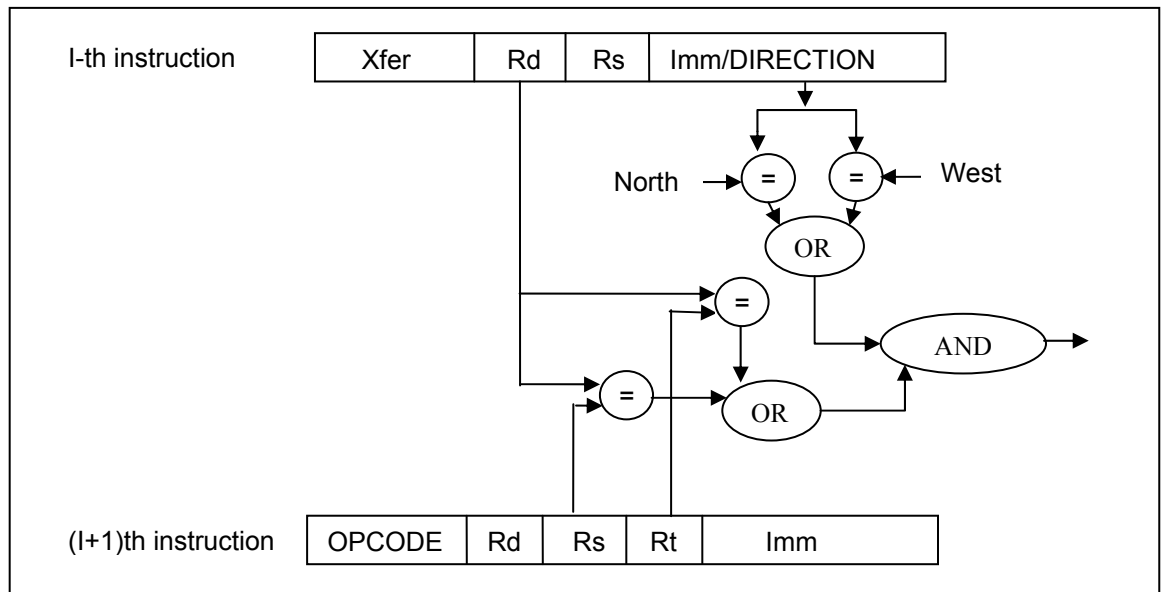 I-th instruction Xfer Rd Rs Imm/DIRECTION
North = = West
OR
=
AND
=
OR
(I+1)th instruction OPCODE Rd Rs Rt Imm